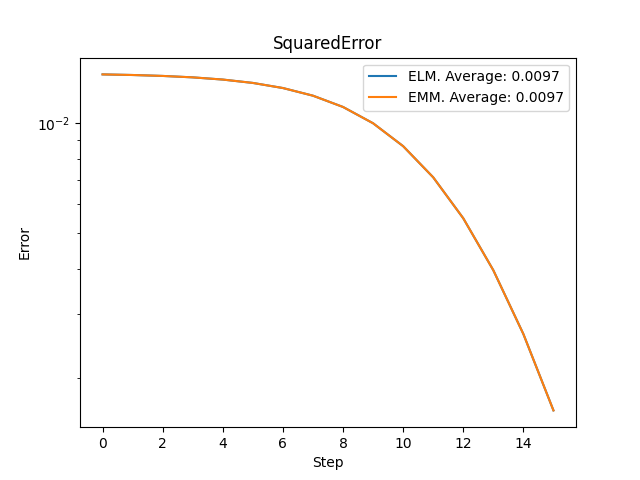 SquaredError
ELM. Average: 0.0097
EMM. Average: 0.0097
10⁻²
Error
0 2 4 6 8 10 12 14
Step